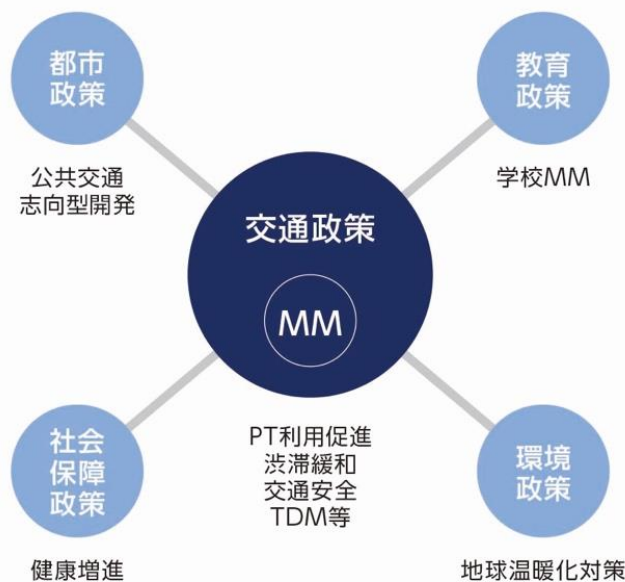 都市
政策
公共交通
志向型開発
教育
政策
学校MM
交通政策
MM
PT利用促進
渋滞緩和
交通安全
TDM等
社会
保障
政策
健康増進
環境
政策
地球温暖化対策